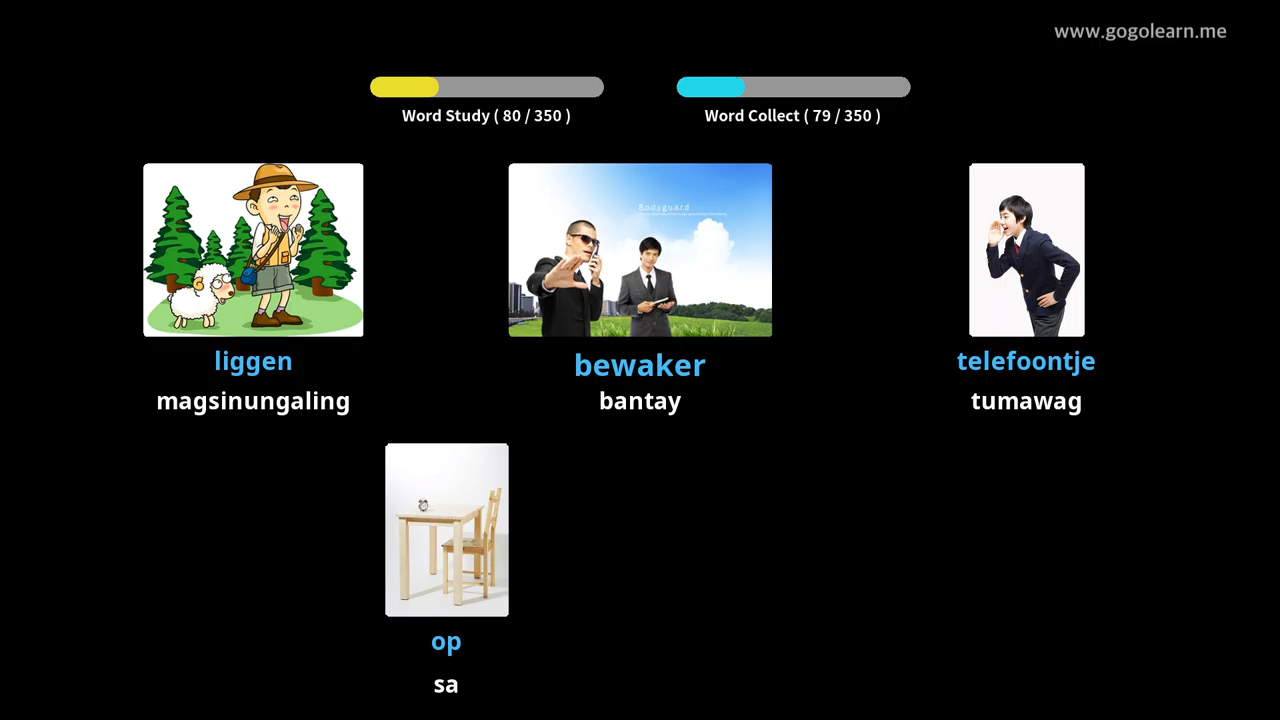 www.gogolearn.me
Word Study ( 80 / 350 )
Word Collect ( 79 / 350 )
Bodyguard
liggen
bewaker
telefoontje
magsinungaling
bantay
tumawag
op
sa